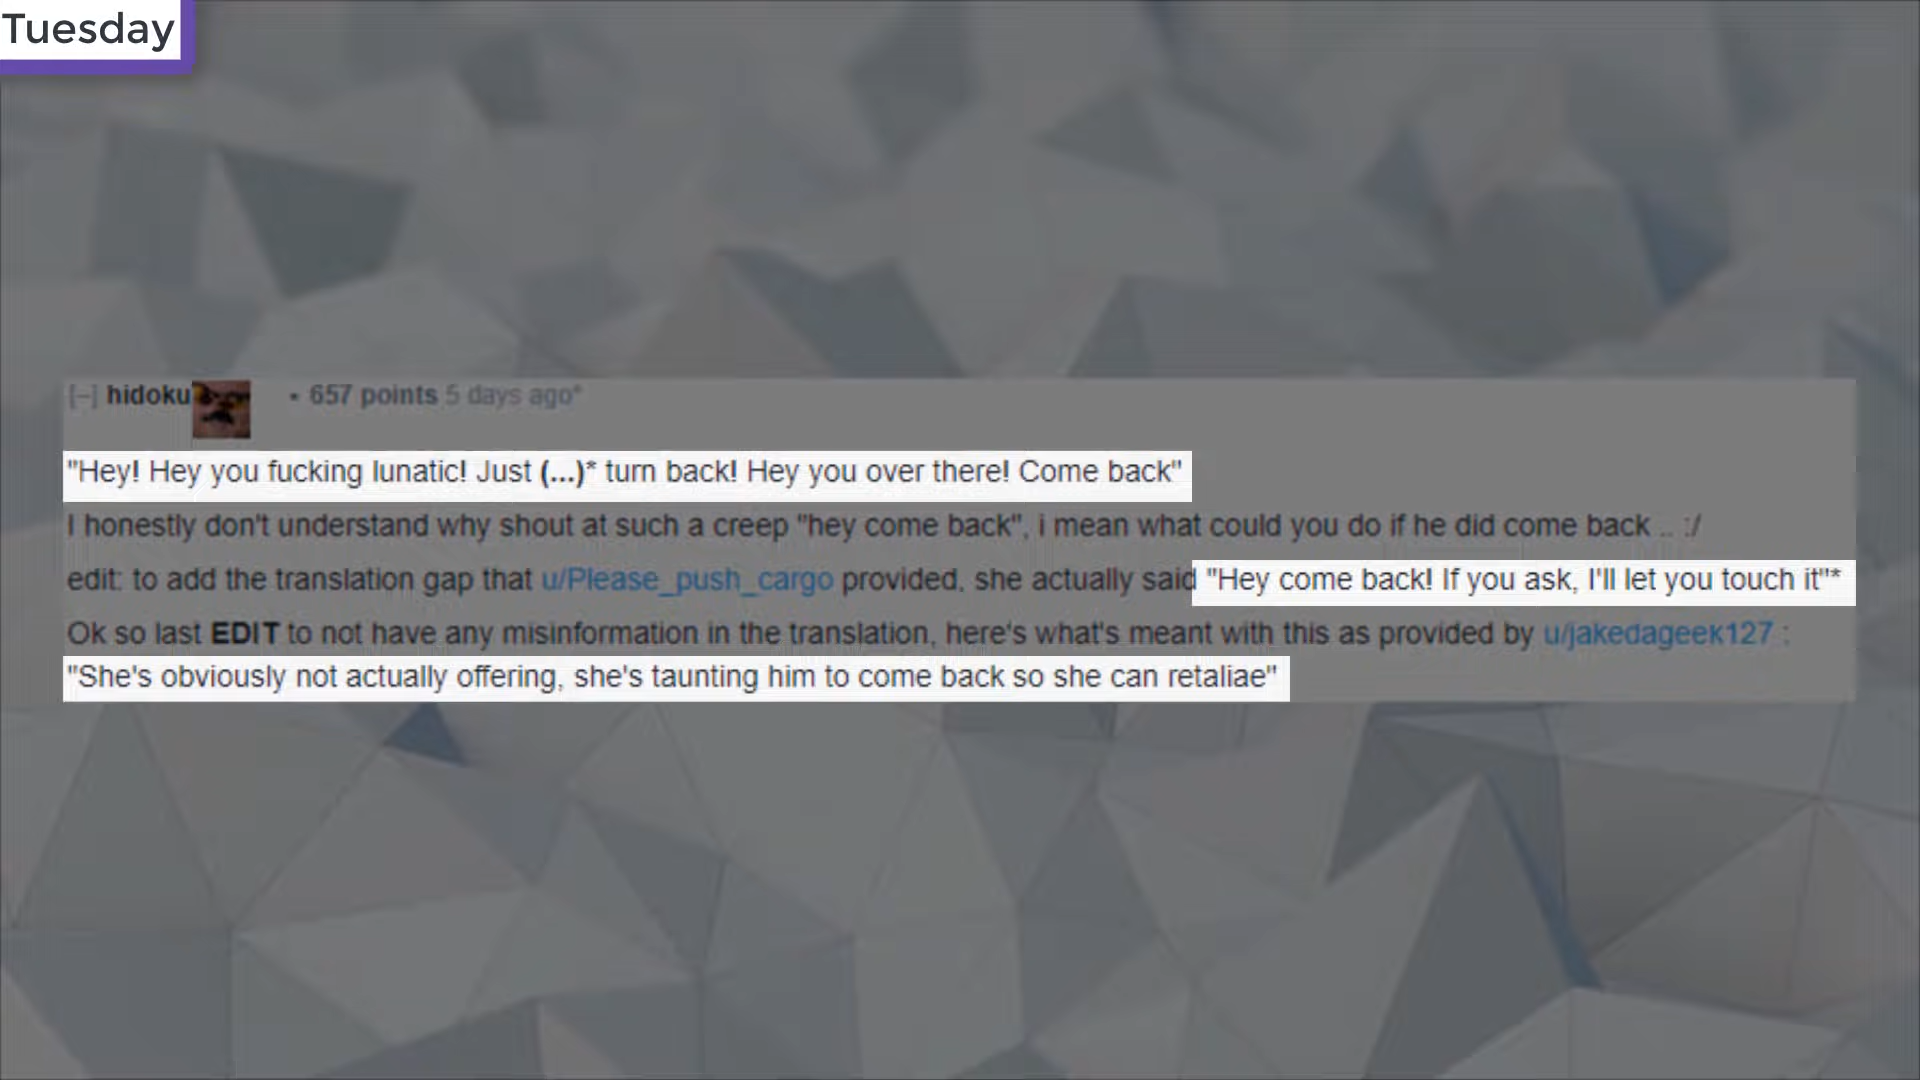 Tuesday
[–] hidoku • 657 points 5 days ago*
"Hey! Hey you fucking lunatic! Just (...)* turn back! Hey you over there! Come back"
I honestly don't understand why shout at such a creep "hey come back", i mean what could you do if he did come back .. :/
edit: to add the translation gap that u/Please_push_cargo provided, she actually said "Hey come back! If you ask, I'll let you touch it"*
Ok so last EDIT to not have any misinformation in the translation, here's what's meant with this as provided by u/jakedageek127 :
"She's obviously not actually offering, she's taunting him to come back so she can retaliae"